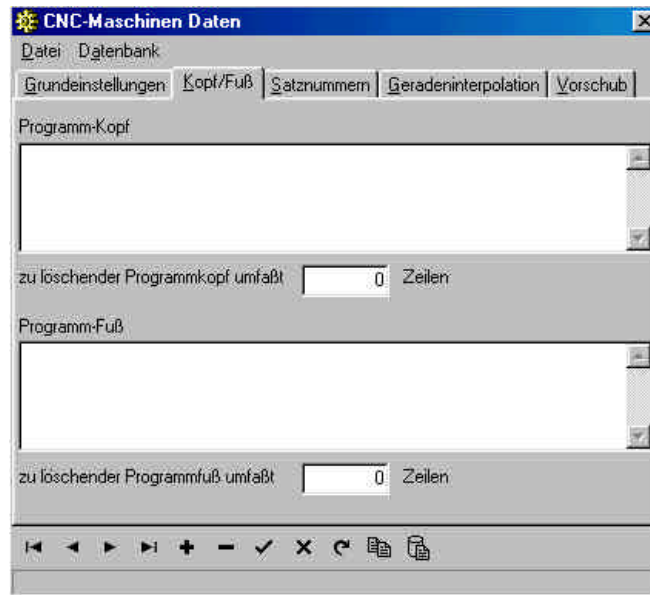 CNC-Maschinen Daten
Datei Datenbank
Grundeinstellungen Kopf/Fuß Satznummern Geradeninterpolation Vorschub
Programm-Kopf
zu löschender Programmkopf umfaßt 0 Zeilen
Programm-Fuß
zu löschender Programmfuß umfaßt 0 Zeilen